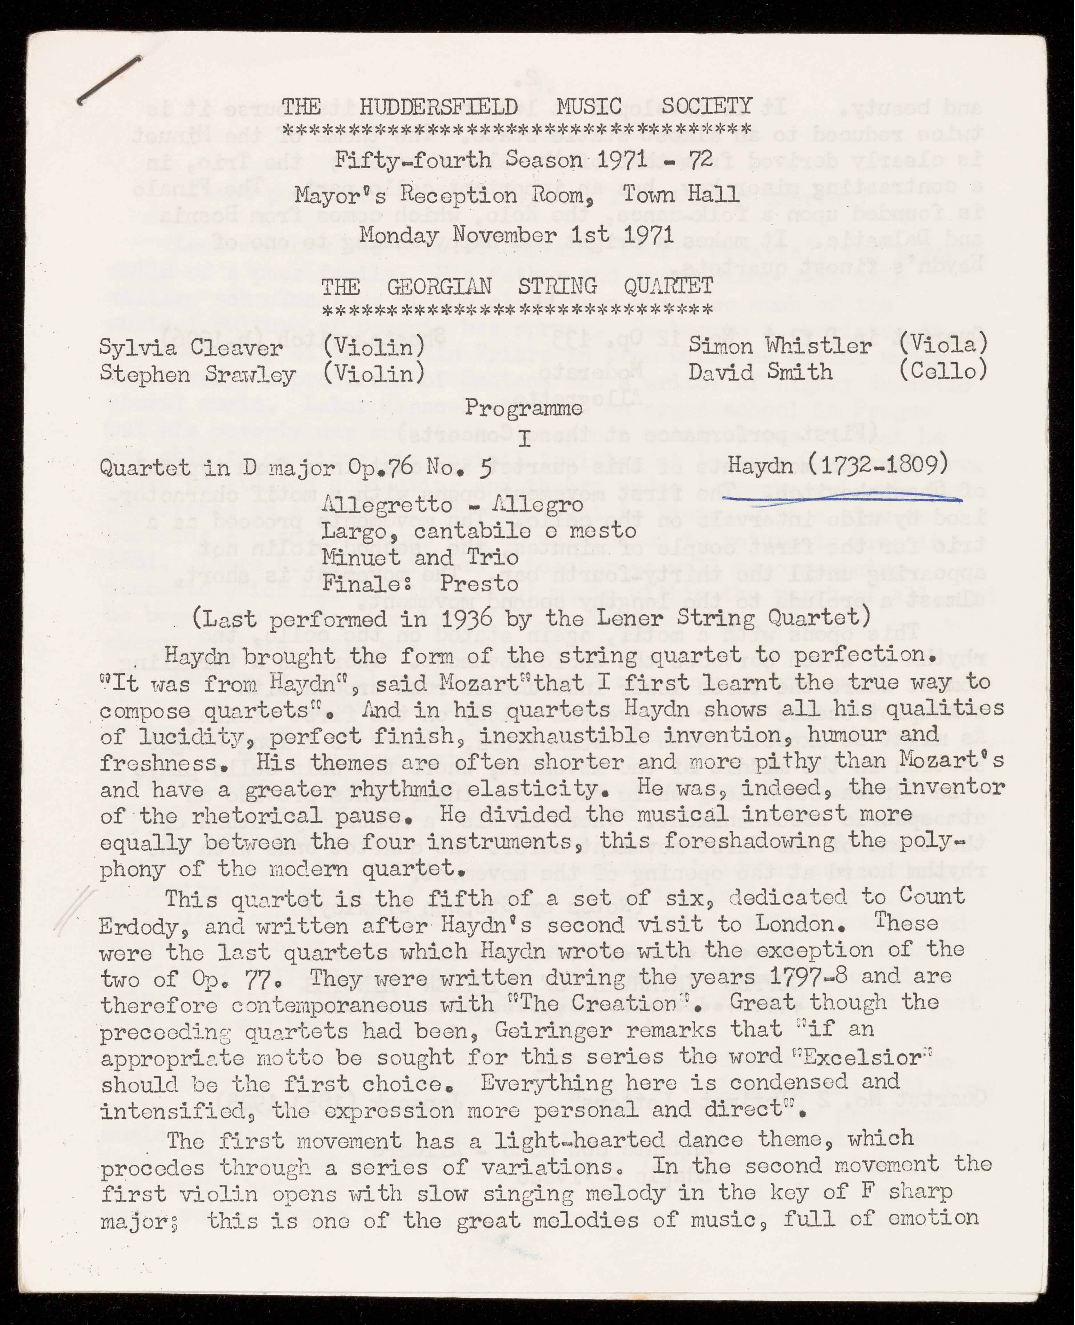 THE HUDDERSFIELD MUSIC SOCIETY
************************************
Fifty-fourth Season 1971 - 72
Mayor's Reception Room, Town Hall
Monday November 1st 1971
THE GEORGIAN STRING QUARTET
******************************
Sylvia Cleaver (Violin) Simon Whistler (Viola)
Stephen Srawley (Violin) David Smith (Cello)
Programme
I
Quartet in D major Op.76 No. 5 Haydn (1732-1809)
Allegretto - Allegro
Largo, cantabile e mesto
Minuet and Trio
Finale: Presto
(Last performed in 1936 by the Lener String Quartet)
Haydn brought the form of the string quartet to perfection.
"It was from Haydn", said Mozart"that I first learnt the true way to
compose quartets". And in his quartets Haydn shows all his qualities
of lucidity, perfect finish, inexhaustible invention, humour and
freshness. His themes are often shorter and more pithy than Mozart's
and have a greater rhythmic elasticity. He was, indeed, the inventor
of the rhetorical pause. He divided the musical interest more
equally between the four instruments, this foreshadowing the poly-
phony of the modern quartet.
This quartet is the fifth of a set of six, dedicated to Count
Erdody, and written after Haydn's second visit to London. These
were the last quartets which Haydn wrote with the exception of the
two of Op. 77. They were written during the years 1797-8 and are
therefore contemporaneous with "The Creation". Great though the
preceeding quartets had been, Geiringer remarks that "if an
appropriate motto be sought for this series the word "Excelsior"
should be the first choice. Everything here is condensed and
intensified, the expression more personal and direct".
The first movement has a light-hearted dance theme, which
procedes through a series of variations. In the second movement the
first violin opens with slow singing melody in the key of F sharp
major; this is one of the great melodies of music, full of emotion